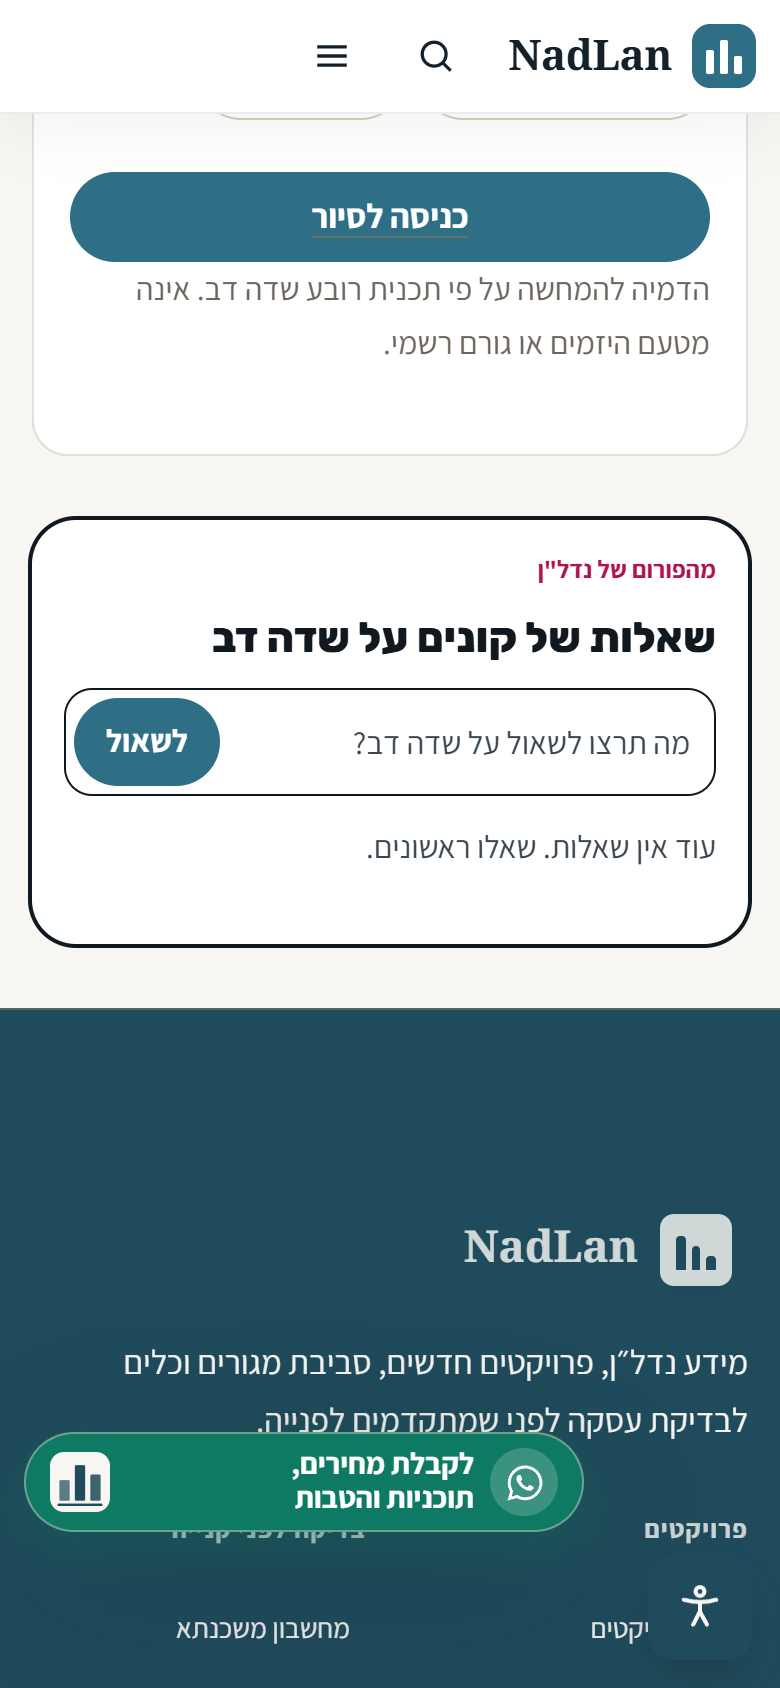 NadLan
כניסה לסיור
הדמיה להמחשה על פי תכנית רובע שדה דב. אינה
מטעם היזמים או גורם רשמי.
מהפורום של נדל"ן
שאלות של קונים על שדה דב
מה תרצו לשאול על שדה דב?
לשאול
עוד אין שאלות. שאלו ראשונים.
NadLan
מידע נדל״ן, פרויקטים חדשים, סביבת מגורים וכלים
לבדיקת עסקה לפני שמתקדמים לפנייה.
לקבלת מחירים,
תוכניות והטבות
פרויקטים
מחשבון משכנתא